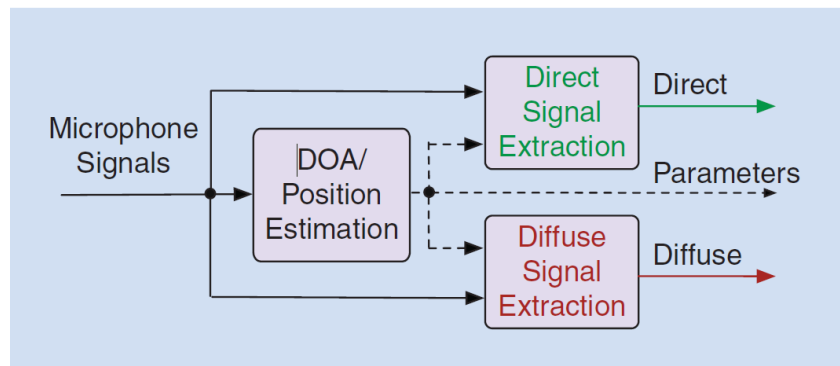 Microphone
Signals
DOA/
Position
Estimation
Direct
Signal
Extraction
Direct
Parameters
Diffuse
Signal
Extraction
Diffuse